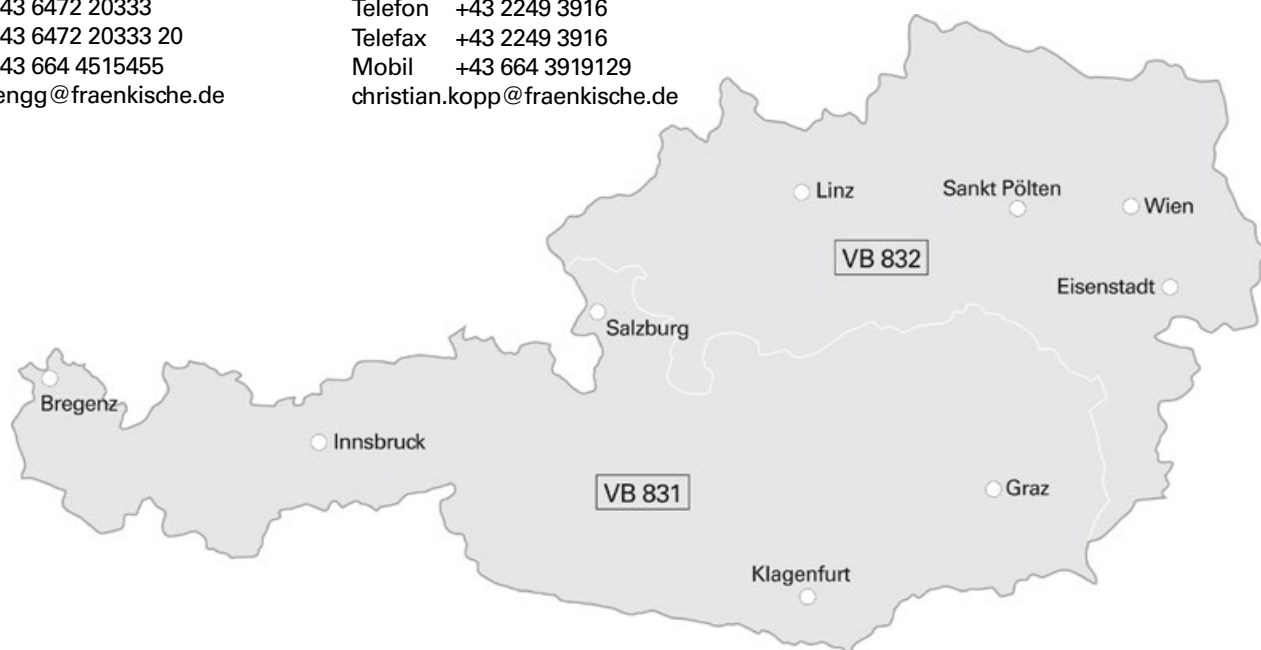 43 6472 20333
43 6472 20333 20
43 664 4515455
engg@fraenkische.de
Telefon +43 2249 3916
Telefax +43 2249 3916
Mobil +43 664 3919129
christian.kopp@fraenkische.de
Linz
Sankt Pölten
Wien
VB 832
Eisenstadt
Salzburg
Bregenz
Innsbruck
VB 831
Graz
Klagenfurt